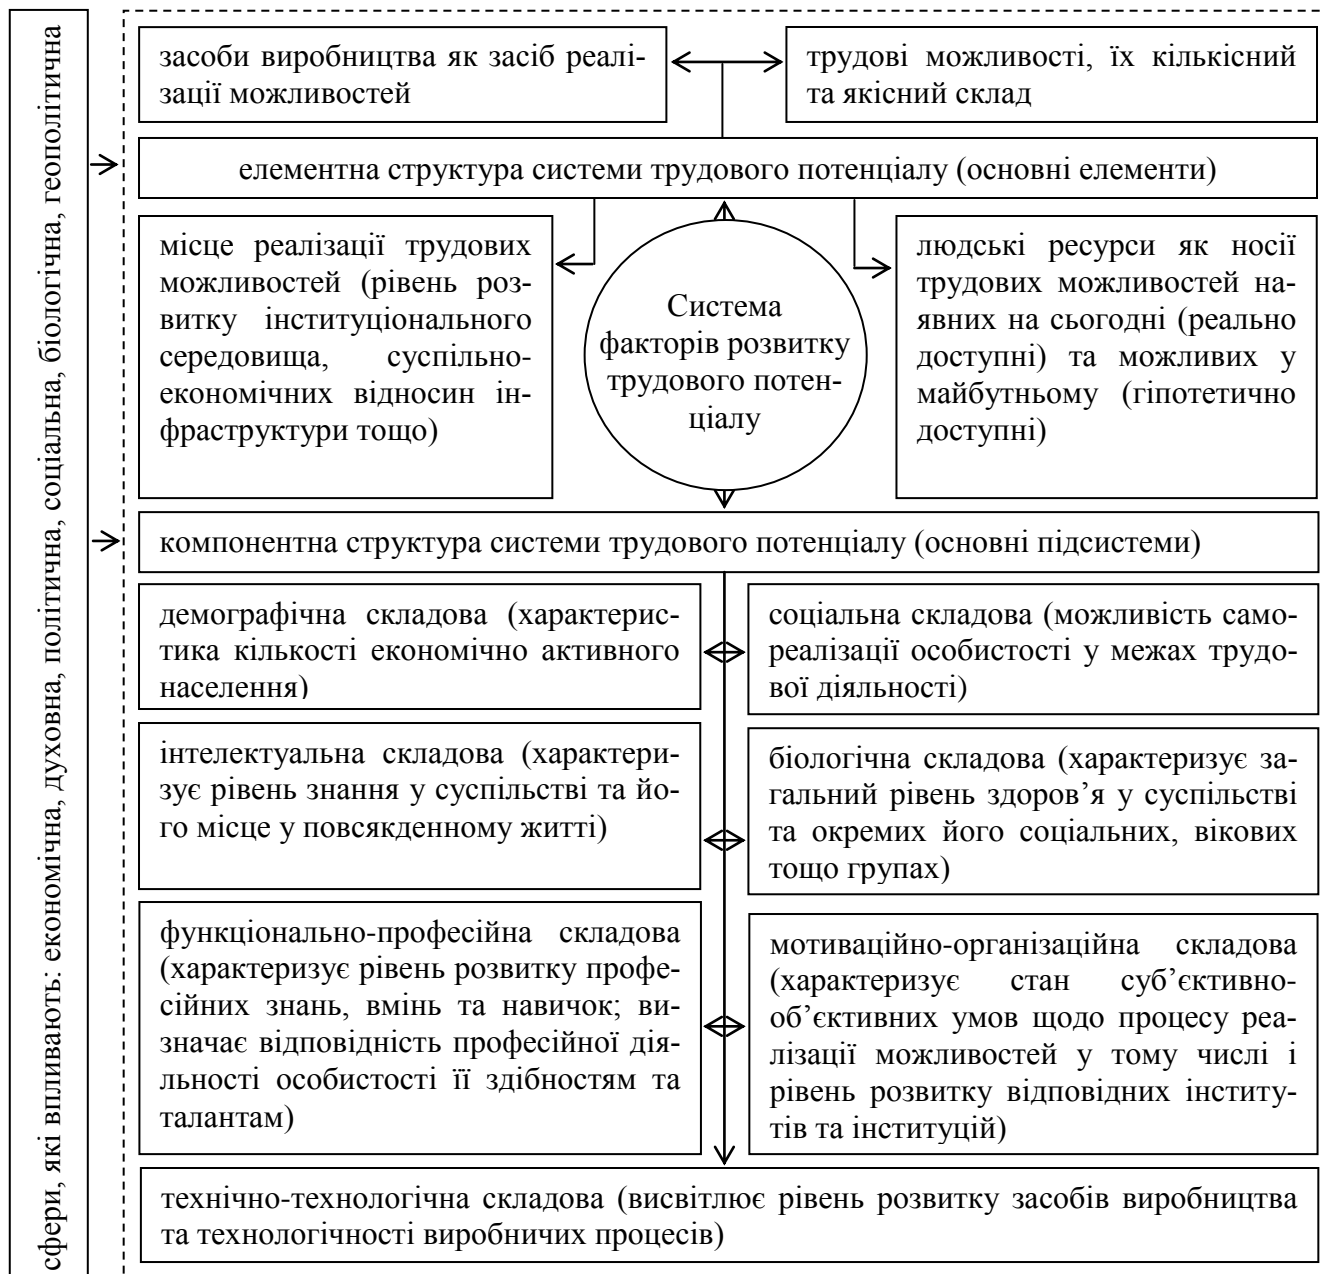 сфери, які впливають: економічна, духовна, політична, соціальна, біологічна, геополітична
засоби виробництва як засіб реалі-
зації можливостей
трудові можливості, їх кількісний
та якісний склад
елементна структура системи трудового потенціалу (основні елементи)
місце реалізації трудових
можливостей (рівень роз-
витку інституціонального
середовища, суспільно-
економічних відносин ін-
фраструктури тощо)
Система
факторів розвитку
трудового потен-
ціалу
людські ресурси як носії
трудових можливостей на-
явних на сьогодні (реально
доступні) та можливих у
майбутньому (гіпотетично
доступні)
компонентна структура системи трудового потенціалу (основні підсистеми)
демографічна складова (характерис-
тика кількості економічно активного
населення)
соціальна складова (можливість само-
реалізації особистості у межах трудо-
вої діяльності)
інтелектуальна складова (характери-
зує рівень знання у суспільстві та йо-
го місце у повсякденному житті)
біологічна складова (характеризує за-
гальний рівень здоров’я у суспільстві
та окремих його соціальних, вікових
тощо групах)
функціонально-професійна складова
(характеризує рівень розвитку профе-
сійних знань, вмінь та навичок; ви-
значає відповідність професійної дія-
льності особистості її здібностям та
талантам)
мотиваційно-організаційна складова
(характеризує стан суб’єктивно-
об’єктивних умов щодо процесу реа-
лізації можливостей у тому числі і
рівень розвитку відповідних інститу-
тів та інституцій)
технічно-технологічна складова (висвітлює рівень розвитку засобів виробництва
та технологічності виробничих процесів)